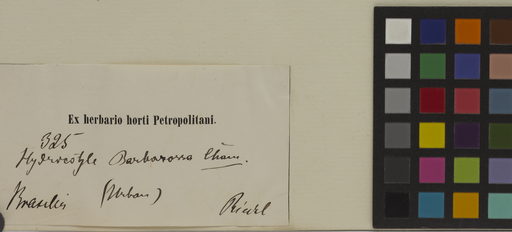 Ex herbario horti Petropolitani.
325
Hydrocotyle Barbarossa Cham.
Brasilia (Urban) Riedel